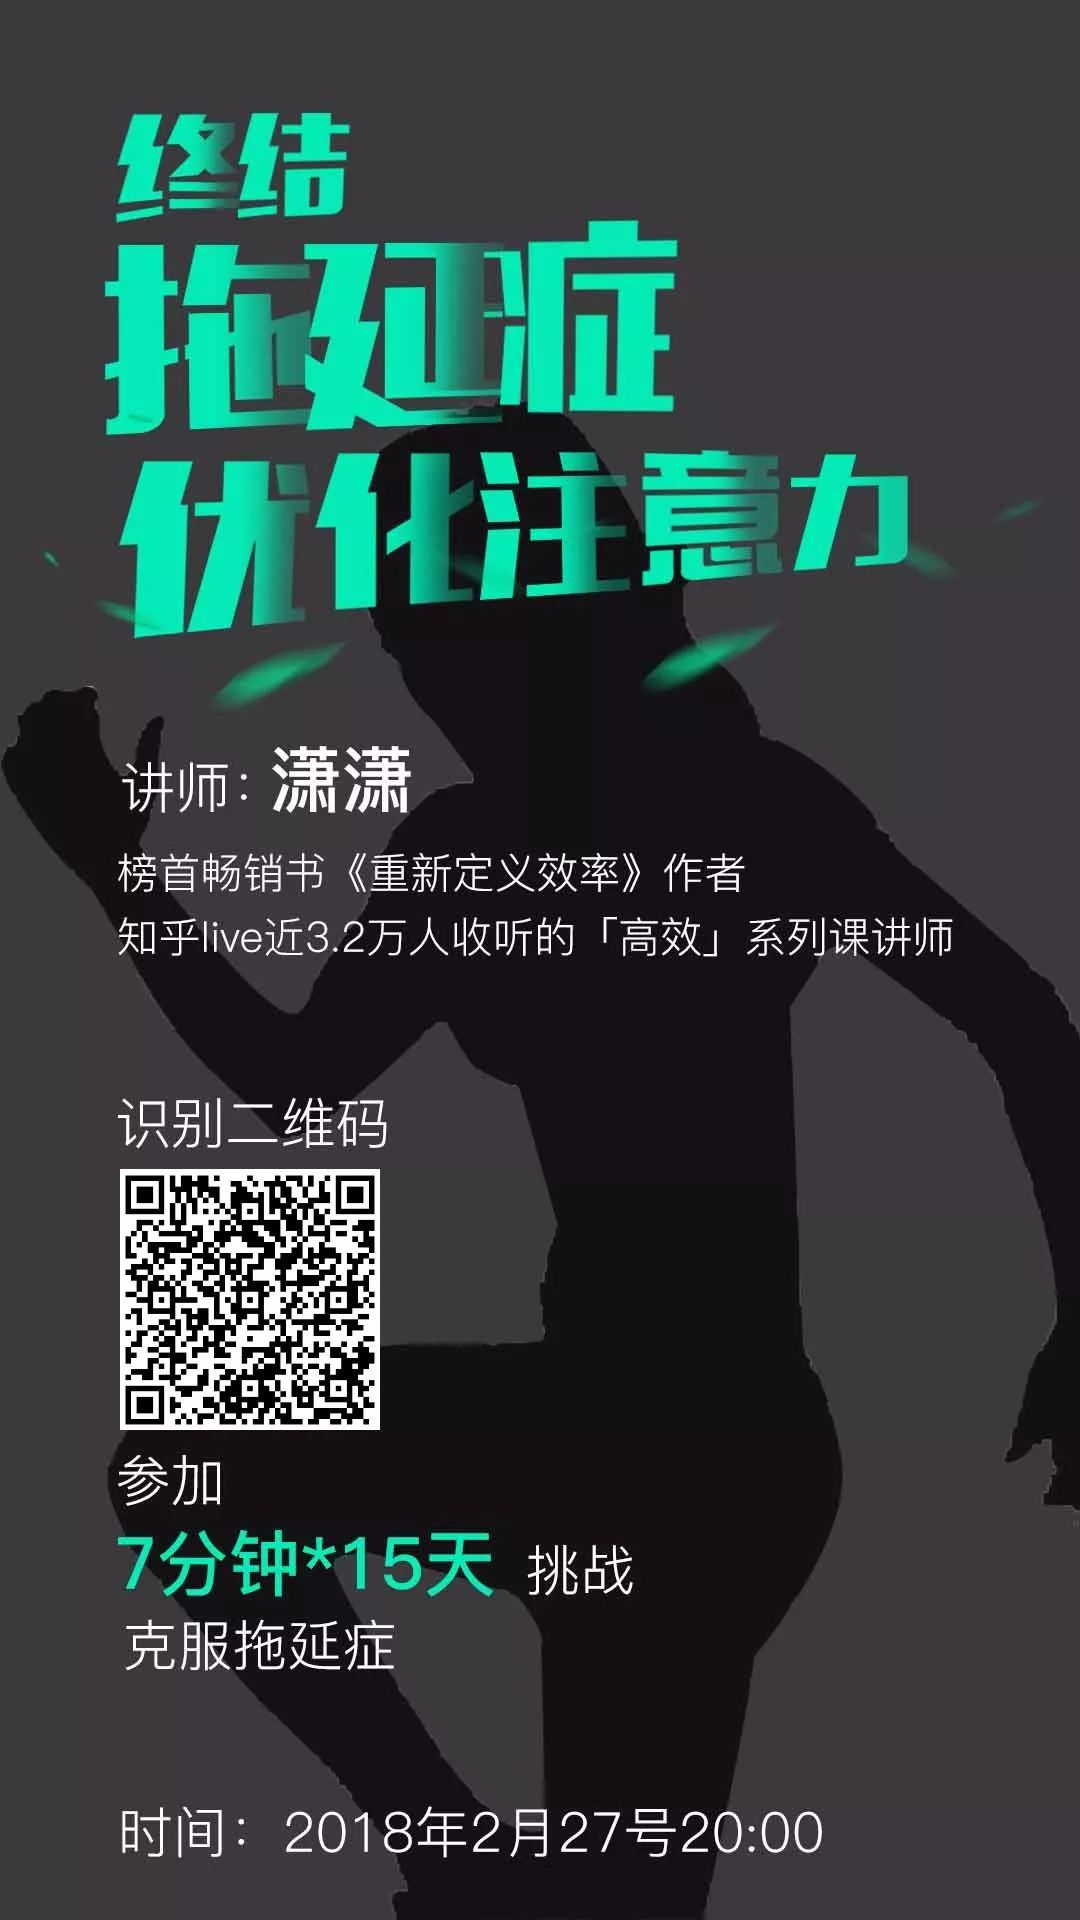 终结
拖延症
优化注意力
讲师：潇潇
榜首畅销书《重新定义效率》作者
知乎live近3.2万人收听的「高效」系列课讲师
识别二维码
参加
7分钟*15天 挑战
克服拖延症
时间：2018年2月27号20:00